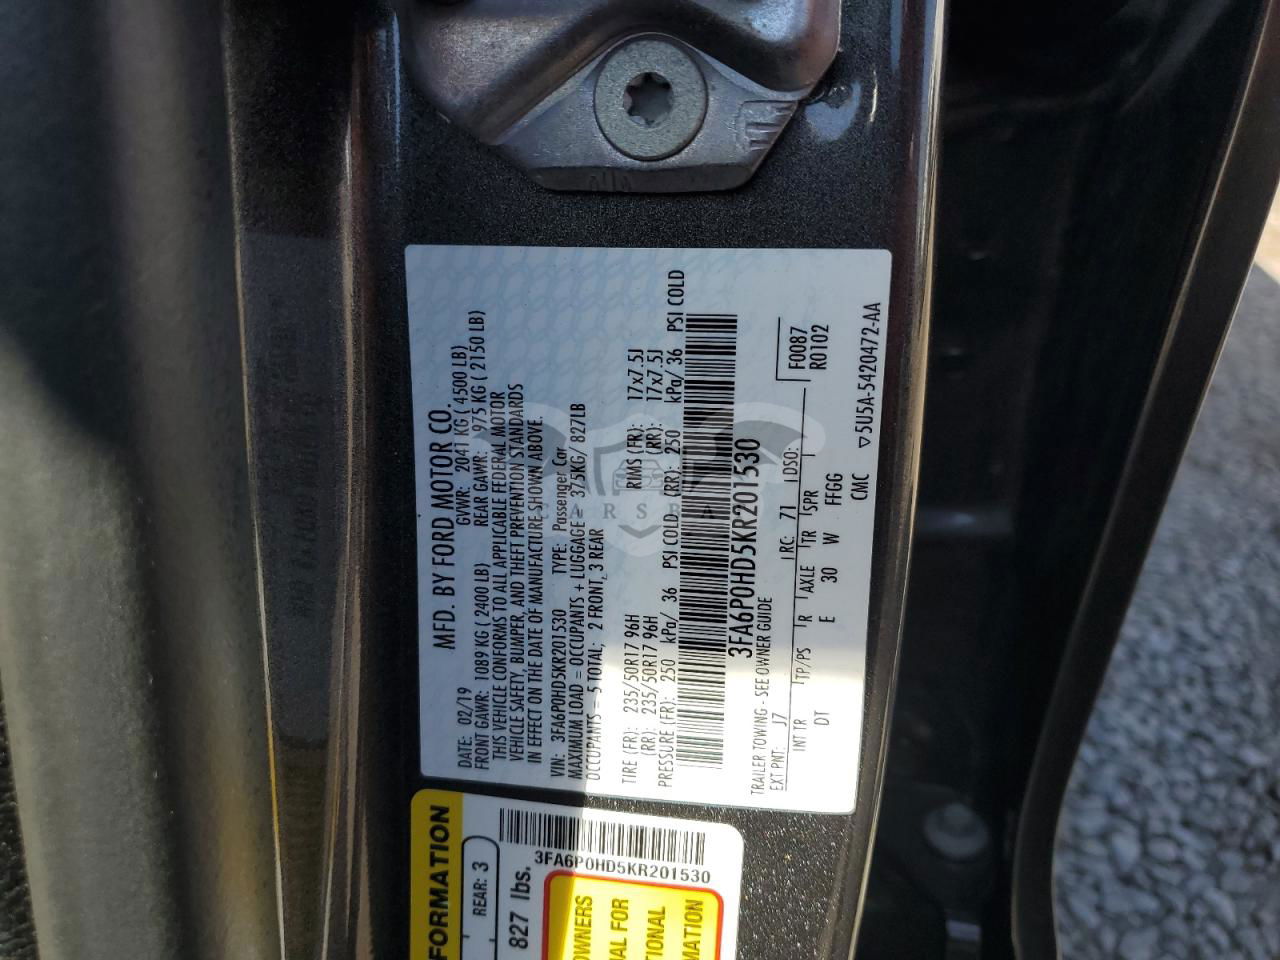 MFD. BY FORD MOTOR CO.
DATE: 02/19 GVWR: 2041 KG ( 4500 LB)
FRONT GAWR: 1089 KG ( 2400 LB) REAR GAWR: 975 KG ( 2150 LB)
THIS VEHICLE CONFORMS TO ALL APPLICABLE FEDERAL MOTOR
VEHICLE SAFETY, BUMPER, AND THEFT PREVENTION STANDARDS
IN EFFECT ON THE DATE OF MANUFACTURE SHOWN ABOVE.
VIN: 3FA6P0HD5KR201530 TYPE: Passenger Car
MAXIMUM LOAD = OCCUPANTS + LUGGAGE 375KG/ 827LB
OCCUPANTS = 5 TOTAL; 2 FRONT, 3 REAR
TIRE (FR): 235/50R17 96H RIMS (FR): 17x7.5J
(RR): 235/50R17 96H (RR): 17x7.5J
PRESSURE (FR): 250 kPa/ 36 PSI COLD (RR): 250 kPa/ 36 PSI COLD
3FA6P0HD5KR201530
TRAILER TOWING - SEE OWNER GUIDE
EXT PNT: J7 RC: 71 DSO: F0087
INT TR TP/PS R AXLE TR SPR R0102
DT E 30 W FFGG
CMC ▽5U5A-5420472-AA
CARSBA
FORMATION
REAR: 3
827 lbs.
3FA6P0HD5KR201530
OWNERS
AL FOR
TIONAL
MATION